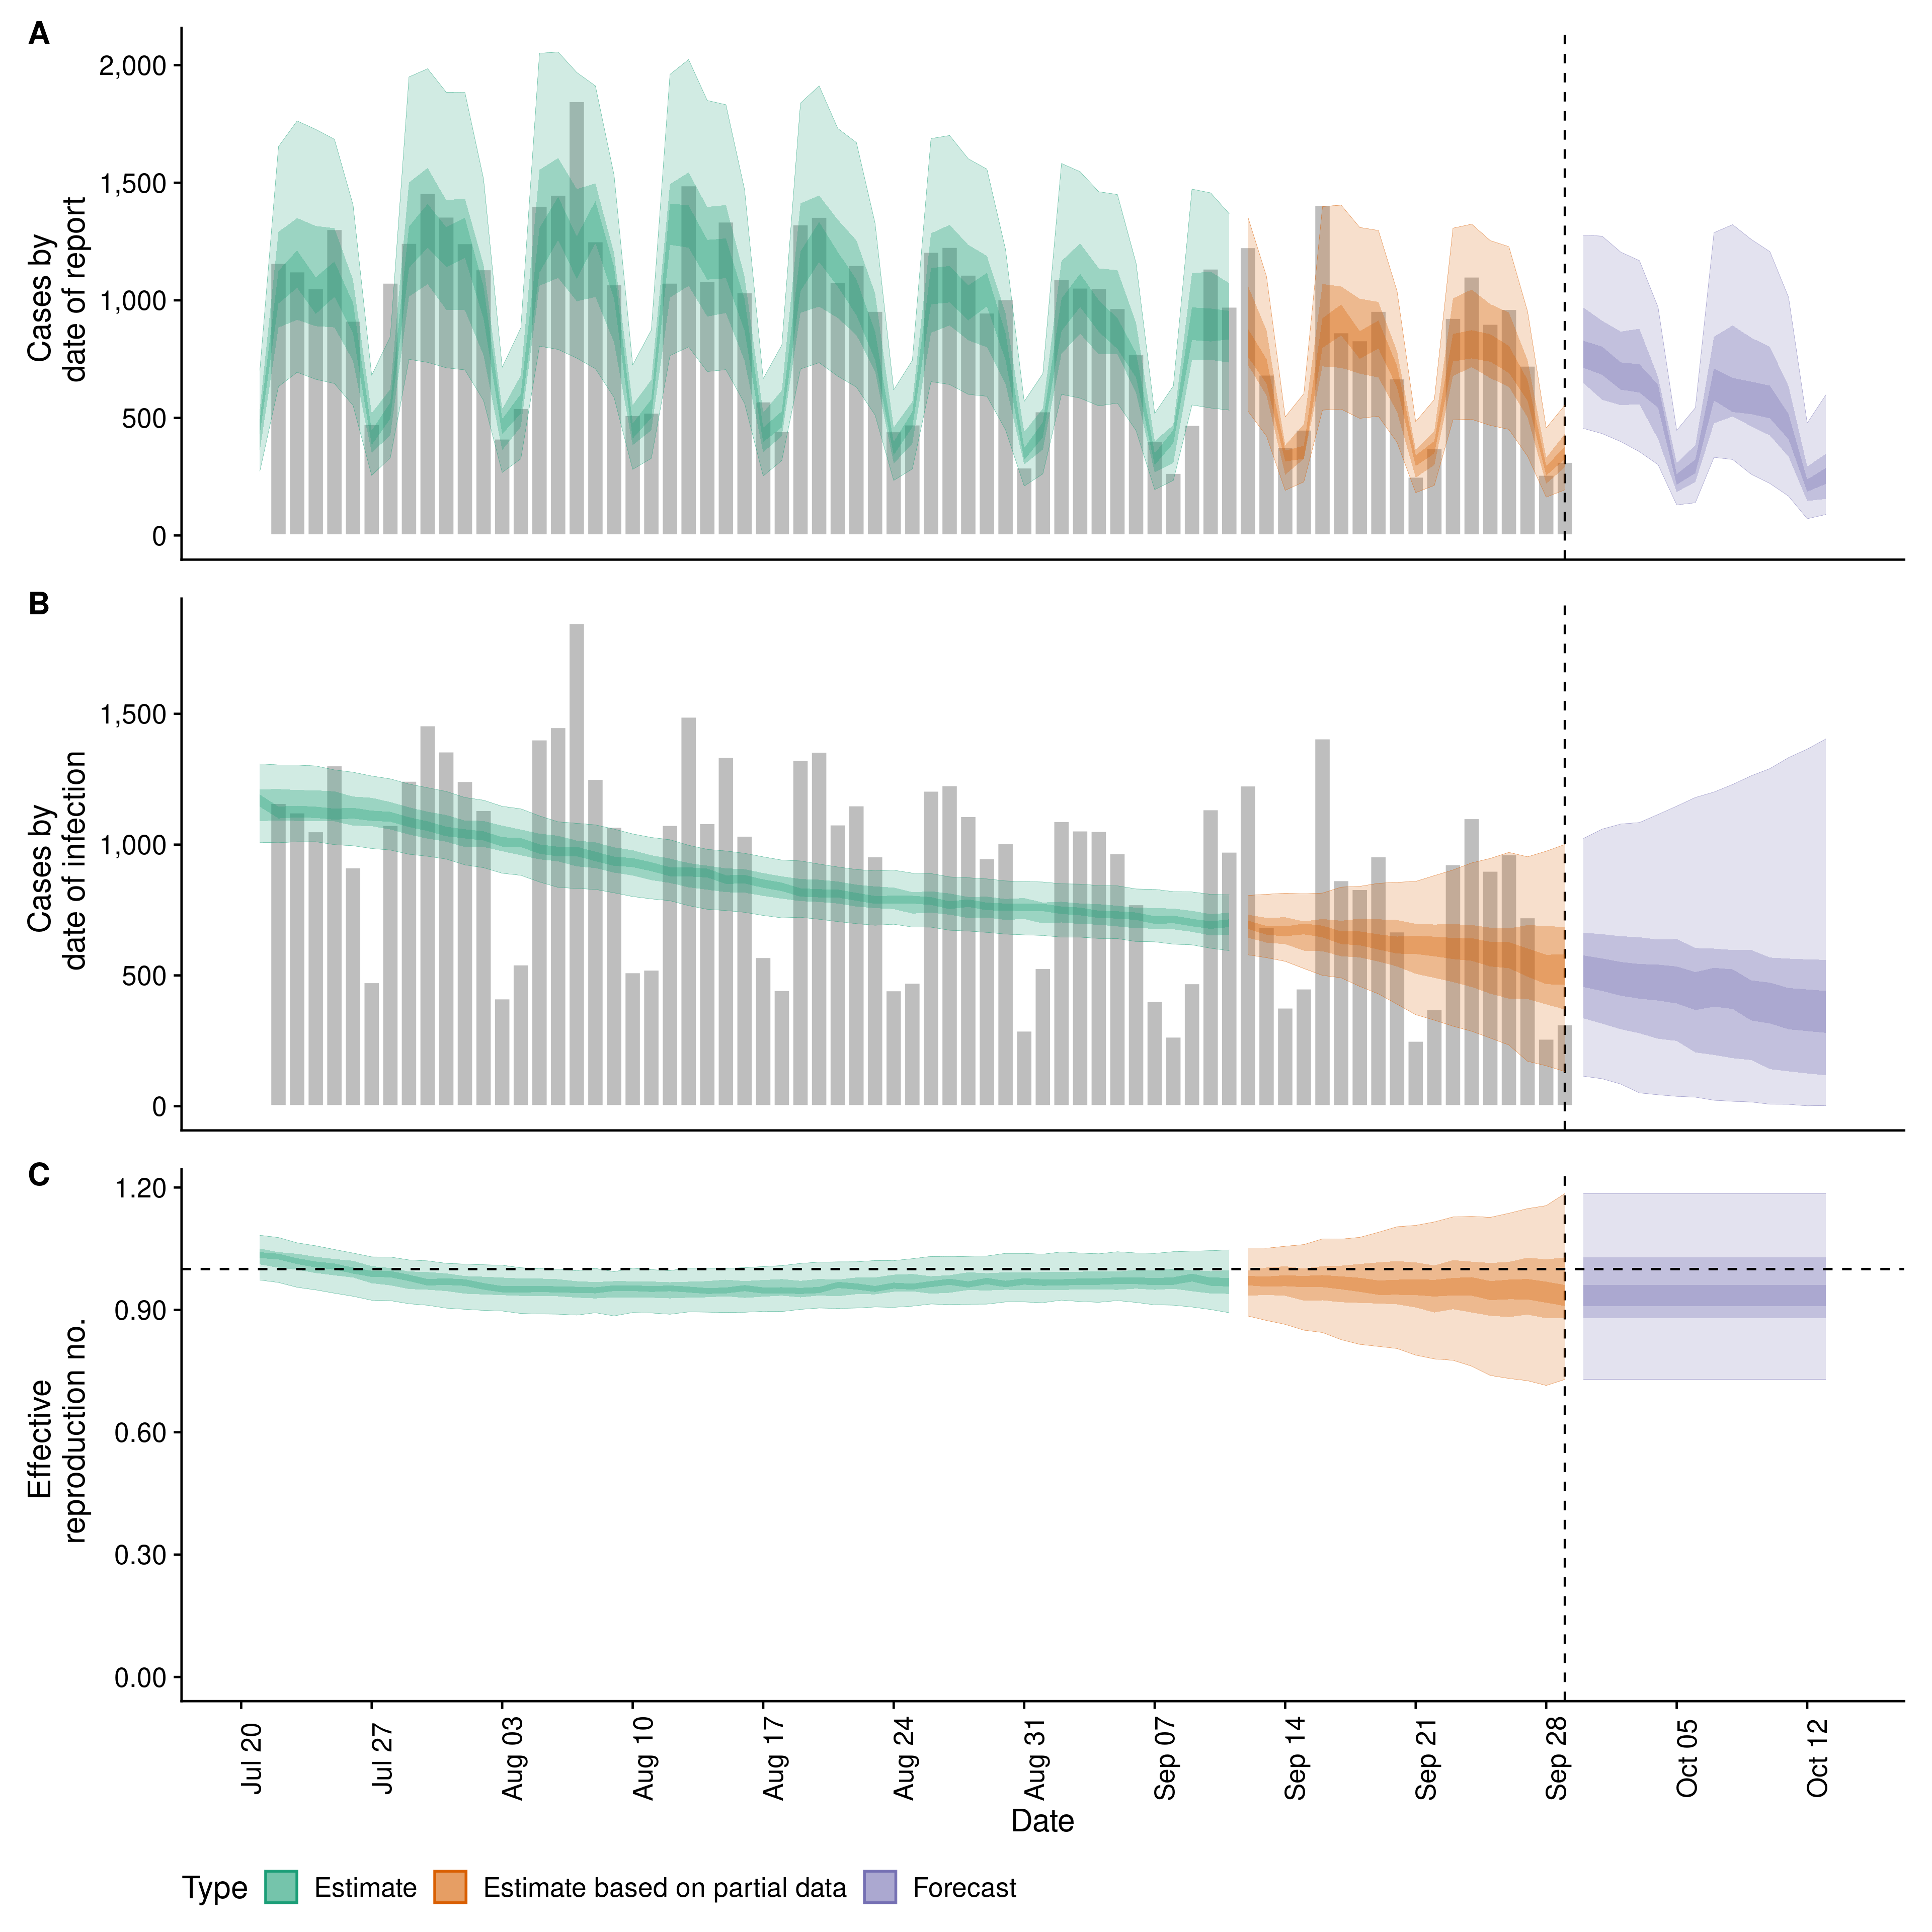 A
2,000
1,500
1,000
500
0
Cases by
date of report
B
1,500
1,000
500
0
Cases by
date of infection
C
1.20
0.90
0.60
0.30
0.00
Effective
reproduction no.
Jul 20
Jul 27
Aug 03
Aug 10
Aug 17
Aug 24
Aug 31
Sep 07
Sep 14
Sep 21
Sep 28
Oct 05
Oct 12
Date
Type Estimate Estimate based on partial data Forecast